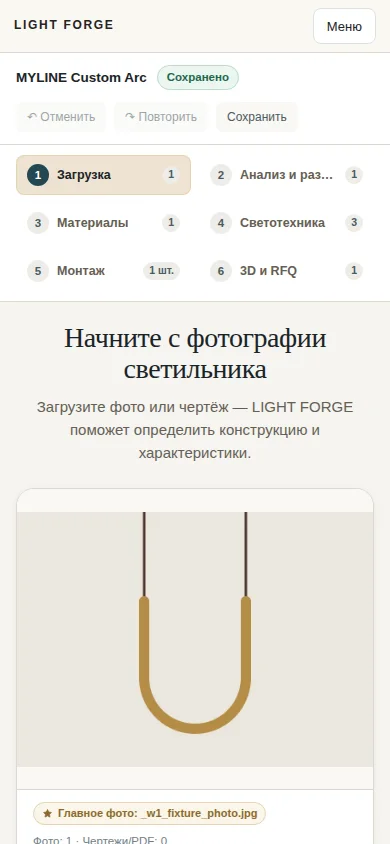 LIGHT FORGE
Меню
MYLINE Custom Arc
Сохранено
↶ Отменить
↷ Повторить
Сохранить
1 Загрузка 1
2 Анализ и раз… 1
3 Материалы 1
4 Светотехника 3
5 Монтаж 1 шт.
6 3D и RFQ 1
Начните с фотографии
светильника
Загрузите фото или чертёж — LIGHT FORGE
поможет определить конструкцию и
характеристики.
★ Главное фото: _w1_fixture_photo.jpg
Фото: 1 · Чертежи/PDF: 0